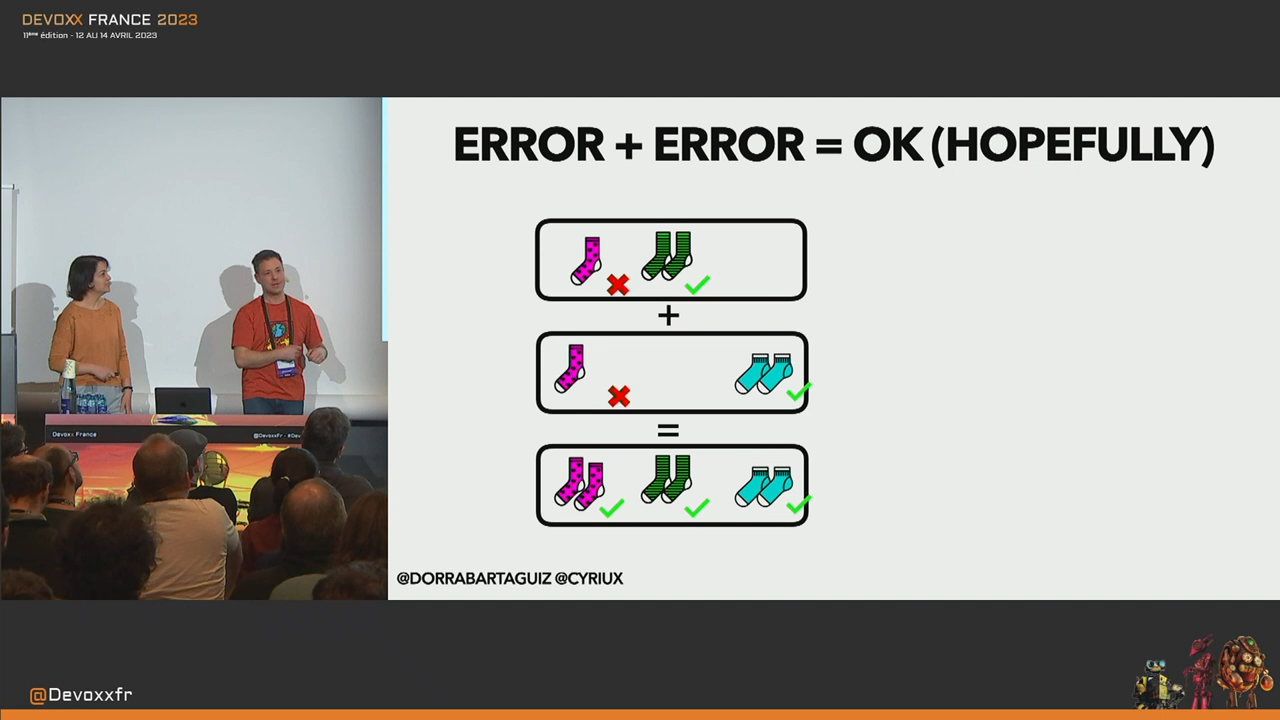 DEVOXX FRANCE 2023
11ème édition - 12 AU 14 AVRIL 2023
ERROR + ERROR = OK (HOPEFULLY)
+
=
@DORRABARTAGUIZ @CYRIUX
Devoxx France
@DevoxxFr | #Dev
@Devoxxfr